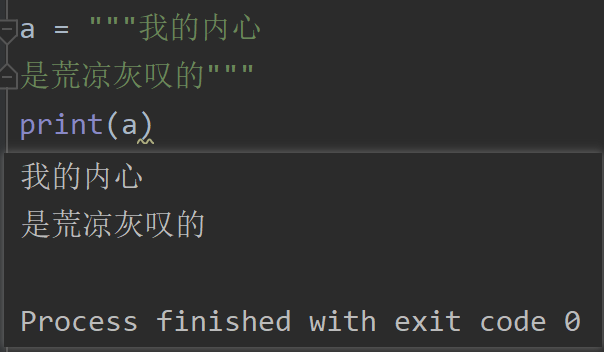 a = """我的内心
是荒凉灰叹的"""
print(a)
我的内心
是荒凉灰叹的
Process finished with exit code 0